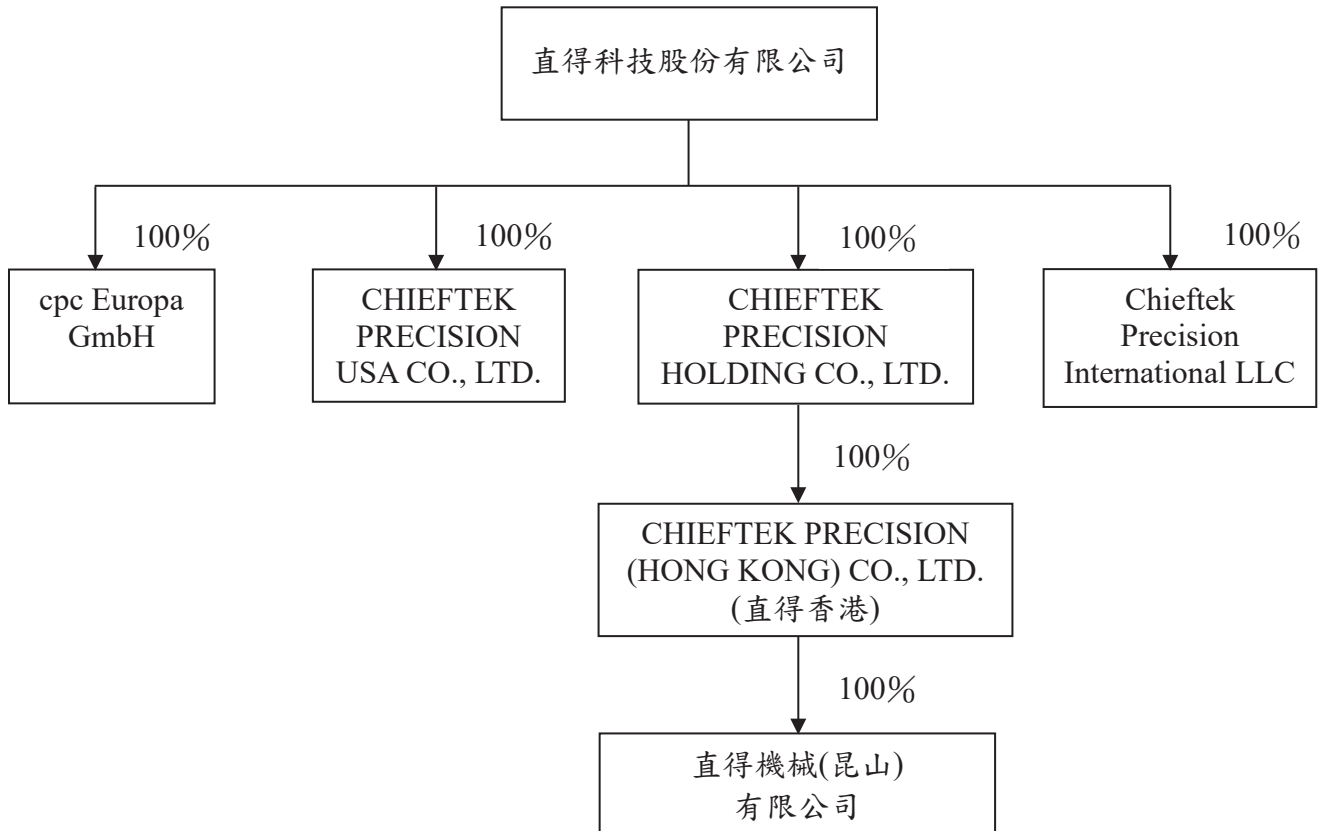 直得科技股份有限公司
100%
100%
100%
100%
cpc Europa
GmbH
CHIEFTEK
PRECISION
USA CO., LTD.
CHIEFTEK
PRECISION
HOLDING CO., LTD.
Chieftek
Precision
International LLC
100%
CHIEFTEK PRECISION
(HONG KONG) CO., LTD.
(直得香港)
100%
直得機械(昆山)
有限公司